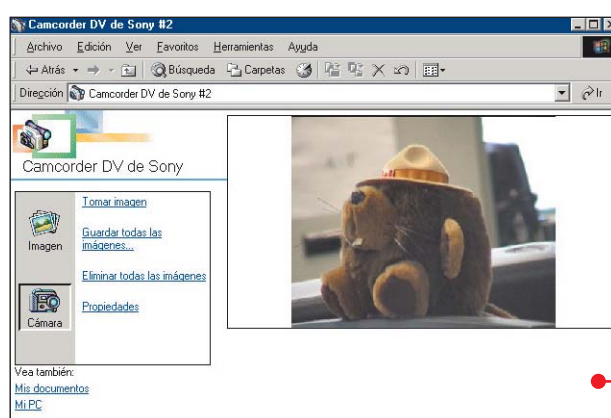 Camcorder DV de Sony #2
Archivo Edición Ver Favoritos Herramientas Ayuda
Atrás Búsqueda Carpetas
Dirección Camcorder DV de Sony #2 Ir
Camcorder DV de Sony
Imagen
Cámara
Tomar imagen
Guardar todas las
imágenes...
Eliminar todas las imágenes
Propiedades
Vea también:
Mis documentos
Mi PC